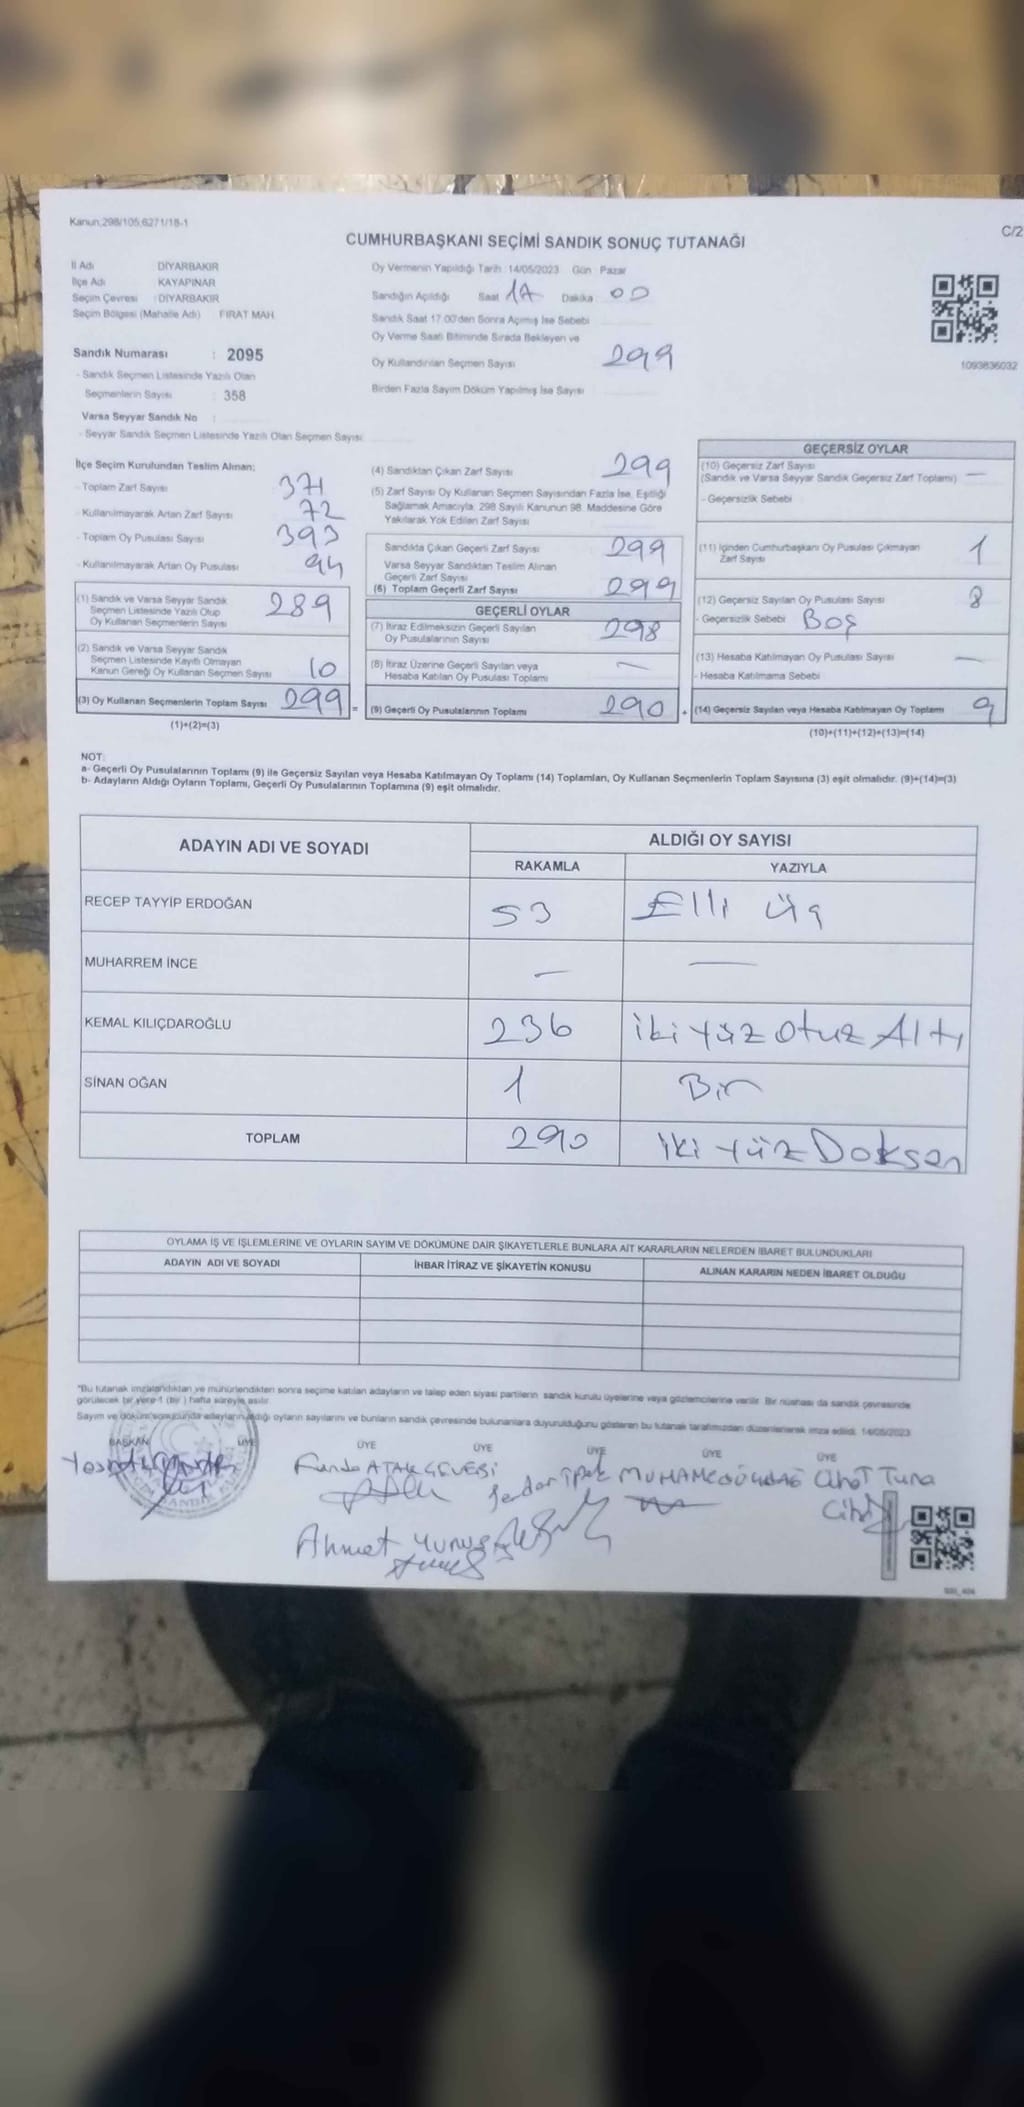 Kanun;298/105,6271/18-1
C/2
CUMHURBAŞKANI SEÇİMİ SANDIK SONUÇ TUTANAĞI
İl Adı DİYARBAKIR
İlçe Adı KAYAPINAR
Seçim Çevresi : DİYARBAKIR
Seçim Bölgesi (Mahalle Adı) FIRAT MAH.
Oy Vermenin Yapıldığı Tarih :14/05/2023 Gün Pazar
Sandığın Açıldığı Saat 17 Dakika 00
Sandık Saat 17.00'den Sonra Açılmış İse Sebebi
Oy Verme Saati Bitiminde Sırada Bekleyen ve
Oy Kullandırılan Seçmen Sayısı 299
Birden Fazla Sayım Döküm Yapılmış İse Sayısı
1093836032
Sandık Numarası : 2095
- Sandık Seçmen Listesinde Yazılı Olan
Seçmenlerin Sayısı : 358
Varsa Seyyar Sandık No :
- Seyyar Sandık Seçmen Listesinde Yazılı Olan Seçmen Sayısı:
İlçe Seçim Kurulundan Teslim Alınan;
- Toplam Zarf Sayısı 371
- Kullanılmayarak Artan Zarf Sayısı 72
- Toplam Oy Pusulası Sayısı 393
- Kullanılmayarak Artan Oy Pusulası 94
(1) Sandık ve Varsa Seyyar Sandık
Seçmen Listesinde Yazılı Olup
Oy Kullanan Seçmenlerin Sayısı 289
(2) Sandık ve Varsa Seyyar Sandık
Seçmen Listesinde Kayıtlı Olmayan
Kanun Gereği Oy Kullanan Seçmen Sayısı 10
(3) Oy Kullanan Seçmenlerin Toplam Sayısı 299 =
(1)+(2)=(3)
(4) Sandıktan Çıkan Zarf Sayısı 299
(5) Zarf Sayısı Oy Kullanan Seçmen Sayısından Fazla İse, Eşitliği
Sağlamak Amacıyla, 298 Sayılı Kanunun 98. Maddesine Göre
Yakılarak Yok Edilen Zarf Sayısı
Sandıkta Çıkan Geçerli Zarf Sayısı 299
Varsa Seyyar Sandıktan Teslim Alınan
Geçerli Zarf Sayısı
(6) Toplam Geçerli Zarf Sayısı 299
GEÇERLİ OYLAR
(7) İtiraz Edilmeksizin Geçerli Sayılan
Oy Pusulalarının Sayısı 298
(8) İtiraz Üzerine Geçerli Sayılan veya
Hesaba Katılan Oy Pusulası Toplamı —
(9) Geçerli Oy Pusulalarının Toplamı 290 +
GEÇERSİZ OYLAR
(10) Geçersiz Zarf Sayısı
(Sandık ve Varsa Seyyar Sandık Geçersiz Zarf Toplamı) —
- Geçersizlik Sebebi
(11) İçinden Cumhurbaşkanı Oy Pusulası Çıkmayan
Zarf Sayısı 1
(12) Geçersiz Sayılan Oy Pusulası Sayısı 8
- Geçersizlik Sebebi Boş
(13) Hesaba Katılmayan Oy Pusulası Sayısı —
- Hesaba Katılmama Sebebi
(14) Geçersiz Sayılan veya Hesaba Katılmayan Oy Toplamı 9
(10)+(11)+(12)+(13)=(14)
NOT:
a- Geçerli Oy Pusulalarının Toplamı (9) ile Geçersiz Sayılan veya Hesaba Katılmayan Oy Toplamı (14) Toplamları, Oy Kullanan Seçmenlerin Toplam Sayısına (3) eşit olmalıdır. (9)+(14)=(3)
b- Adayların Aldığı Oyların Toplamı, Geçerli Oy Pusulalarının Toplamına (9) eşit olmalıdır.
ADAYIN ADI VE SOYADI ALDIĞI OY SAYISI
RAKAMLA YAZIYLA
RECEP TAYYİP ERDOĞAN 53 Elli Üç
MUHARREM İNCE — —
KEMAL KILIÇDAROĞLU 236 iki Yüz Otuz Altı
SİNAN OĞAN 1 Bir
TOPLAM 290 iki Yüz Doksan
OYLAMA İŞ VE İŞLEMLERİNE VE OYLARIN SAYIM VE DÖKÜMÜNE DAİR ŞİKAYETLERLE BUNLARA AİT KARARLARIN NELERDEN İBARET BULUNDUKLARI
ADAYIN ADI VE SOYADI İHBAR İTİRAZ VE ŞİKAYETİN KONUSU ALINAN KARARIN NEDEN İBARET OLDUĞU
"Bu tutanak imzalandıktan ve mühürlendikten sonra seçime katılan adayların ve talep eden siyasi partilerin sandık kurulu üyelerine veya gözlemcilerine verilir. Bir nüshası da sandık çevresinde
görülecek bir yere 1 (bir) hafta süreyle asılır.
Sayım ve döküm sonucunda adayların aldığı oyların sayılarını ve bunların sandık çevresinde bulunanlara duyurulduğunu gösteren bu tutanak tarafımızdan düzenlenerek imza edildi. 14/05/2023
BAŞKAN ÜYE ÜYE ÜYE ÜYE ÜYE ÜYE
Funda ATAK Serdar İpek Cihat Tuna
Ahmet Yunus